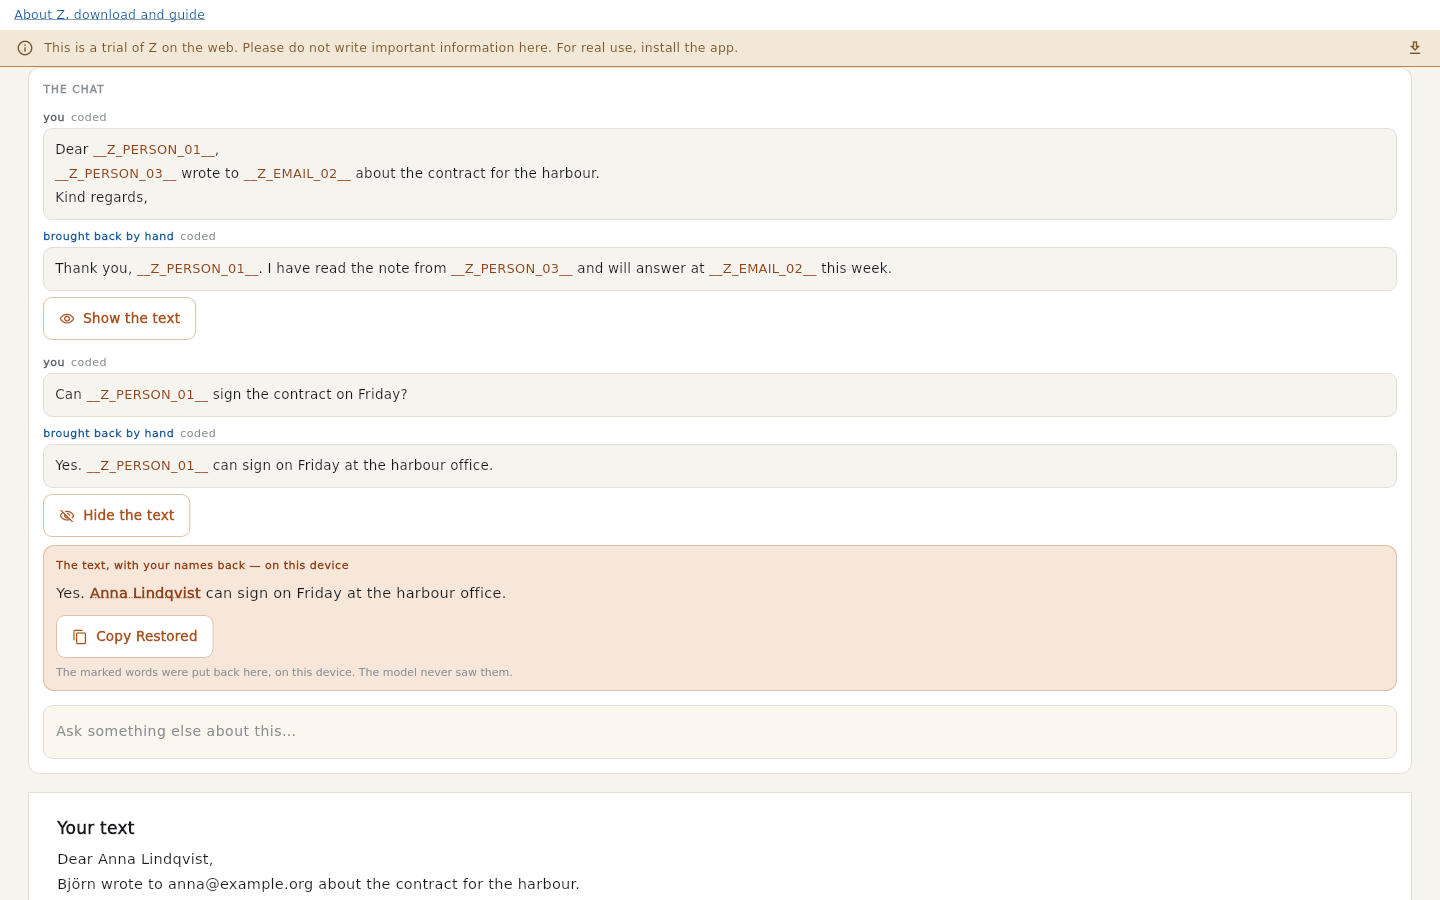 About Z, download and guide
This is a trial of Z on the web. Please do not write important information here. For real use, install the app.
THE CHAT
you coded
Dear __Z_PERSON_01__,
__Z_PERSON_03__ wrote to __Z_EMAIL_02__ about the contract for the harbour.
Kind regards,
brought back by hand coded
Thank you, __Z_PERSON_01__. I have read the note from __Z_PERSON_03__ and will answer at __Z_EMAIL_02__ this week.
Show the text
you coded
Can __Z_PERSON_01__ sign the contract on Friday?
brought back by hand coded
Yes. __Z_PERSON_01__ can sign on Friday at the harbour office.
Hide the text
The text, with your names back — on this device
Yes. Anna Lindqvist can sign on Friday at the harbour office.
Copy Restored
The marked words were put back here, on this device. The model never saw them.
Ask something else about this...
Your text
Dear Anna Lindqvist,
Björn wrote to anna@example.org about the contract for the harbour.